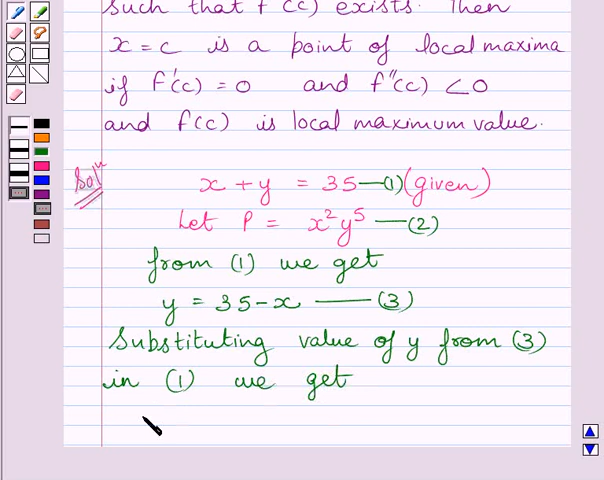 such that f'(c) exists. Then
x = c is a point of local maxima
if f'(c) = 0 and f''(c) < 0
and f(c) is local maximum value.
Solⁿ x + y = 35 —(1) (given)
Let P = x²y⁵ —(2)
from (1) we get
y = 35-x —(3)
Substituting value of y from (3)
in (1) we get